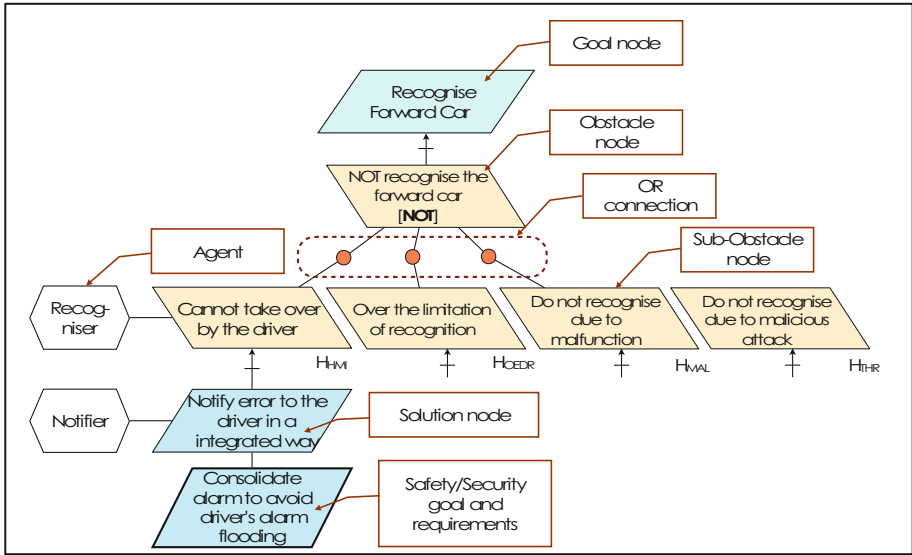 Goal node
Recognise
Forward Car
Obstacle
node
NOT recognise the
forward car
[NOT]
OR
connection
Agent
Sub-Obstacle
node
Recog-
niser
Cannot take over
by the driver
Over the limitation
of recognition
Do not recognise
due to
malfunction
Do not recognise
due to malicious
attack
HHMI
HOEDR
HMAL
HTHR
Notifier
Notify error to the
driver in a
integrated way
Solution node
Consolidate
alarm to avoid
driver's alarm
flooding
Safety/Security
goal and
requirements